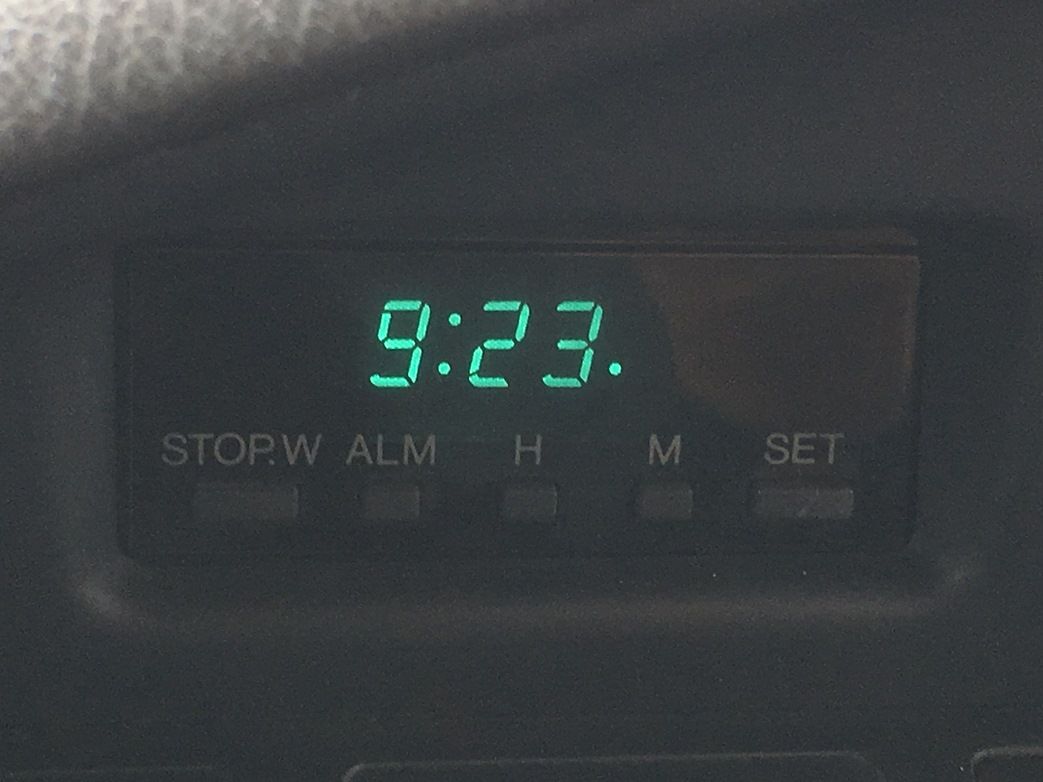 9:23.
STOP.W ALM H M SET